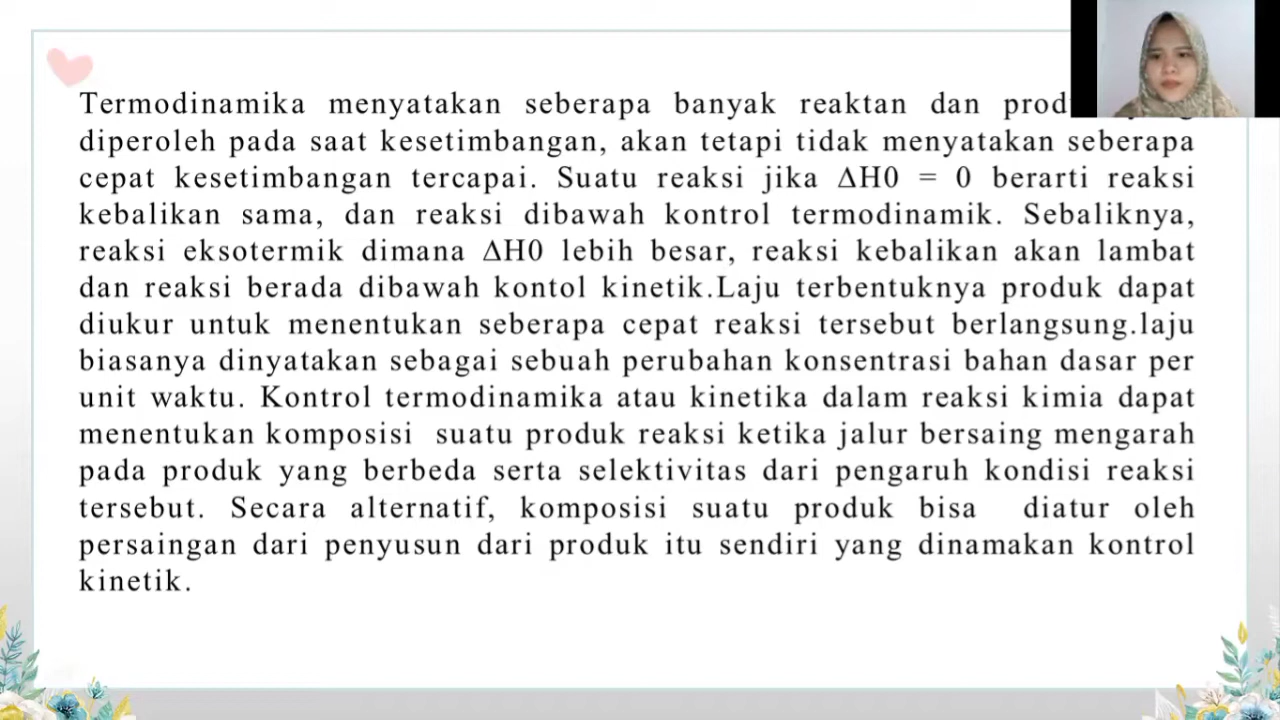 Termodinamika menyatakan seberapa banyak reaktan dan
diperoleh pada saat kesetimbangan, akan tetapi tidak menyatakan seberapa
cepat kesetimbangan tercapai. Suatu reaksi jika ΔH0 = 0 berarti reaksi
kebalikan sama, dan reaksi dibawah kontrol termodinamik. Sebaliknya,
reaksi eksotermik dimana ΔH0 lebih besar, reaksi kebalikan akan lambat
dan reaksi berada dibawah kontol kinetik.Laju terbentuknya produk dapat
diukur untuk menentukan seberapa cepat reaksi tersebut berlangsung.laju
biasanya dinyatakan sebagai sebuah perubahan konsentrasi bahan dasar per
unit waktu. Kontrol termodinamika atau kinetika dalam reaksi kimia dapat
menentukan komposisi suatu produk reaksi ketika jalur bersaing mengarah
pada produk yang berbeda serta selektivitas dari pengaruh kondisi reaksi
tersebut. Secara alternatif, komposisi suatu produk bisa diatur oleh
persaingan dari penyusun dari produk itu sendiri yang dinamakan kontrol
kinetik.